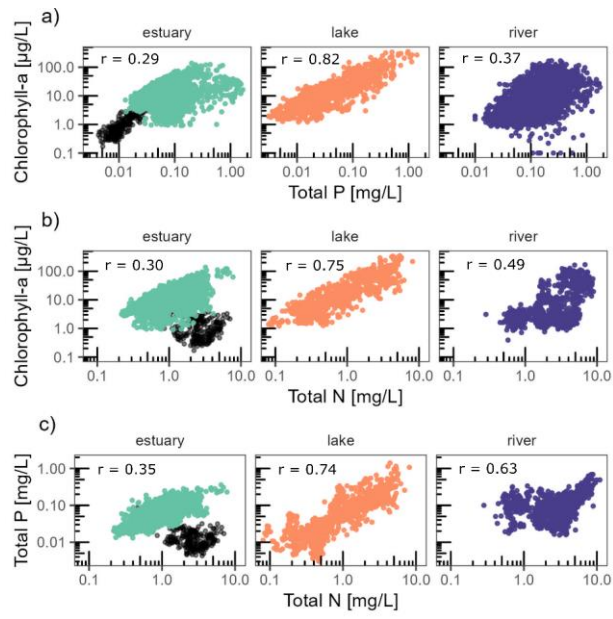 a)
estuary lake river
Chlorophyll-a [µg/L]
100.0
10.0
1.0
0.1
r = 0.29 r = 0.82 r = 0.37
0.01 0.10 1.00 0.01 0.10 1.00 0.01 0.10 1.00
Total P [mg/L]
b)
estuary lake river
Chlorophyll-a [µg/L]
100.0
10.0
1.0
0.1
r = 0.30 r = 0.75 r = 0.49
0.1 1.0 10.0 0.1 1.0 10.0 0.1 1.0 10.0
Total N [mg/L]
c)
estuary lake river
Total P [mg/L]
1.00
0.10
0.01
r = 0.35 r = 0.74 r = 0.63
0.1 1.0 10.0 0.1 1.0 10.0 0.1 1.0 10.0
Total N [mg/L]